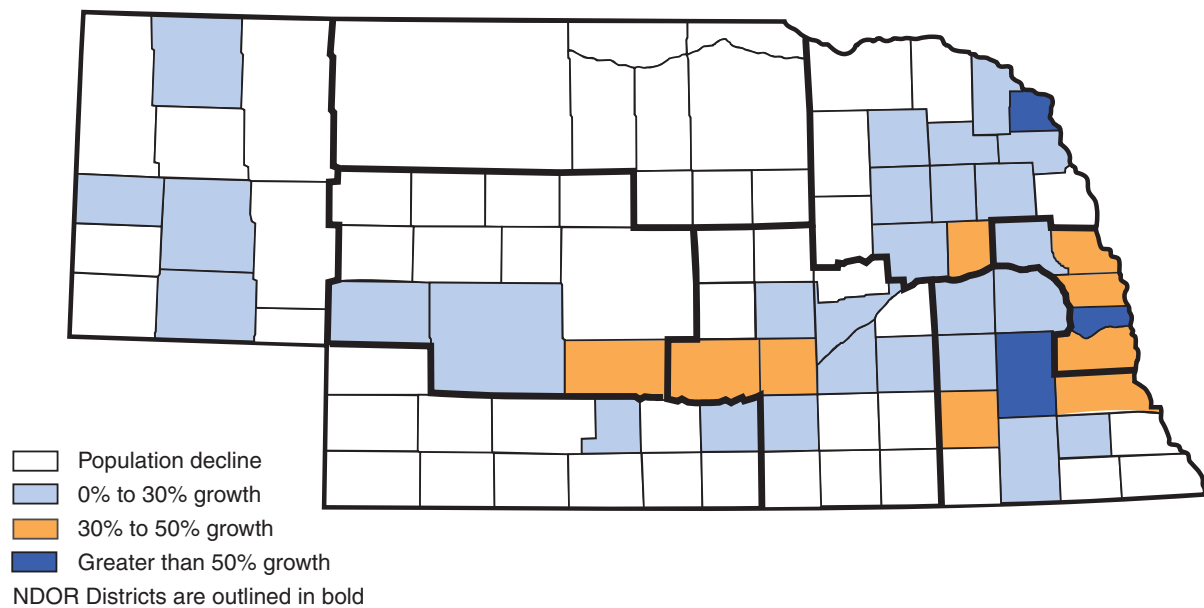 Population decline
0% to 30% growth
30% to 50% growth
Greater than 50% growth
NDOR Districts are outlined in bold